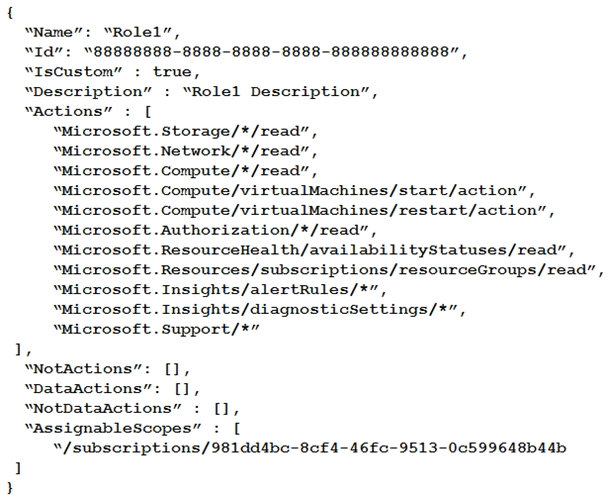 {
“Name”: “Role1”,
“Id”: “88888888-8888-8888-8888-888888888888”,
“IsCustom” : true,
“Description” : “Role1 Description”,
“Actions” : [
“Microsoft.Storage/*/read”,
“Microsoft.Network/*/read”,
“Microsoft.Compute/*/read”,
“Microsoft.Compute/virtualMachines/start/action”,
“Microsoft.Compute/virtualMachines/restart/action”,
“Microsoft.Authorization/*/read”,
“Microsoft.ResourceHealth/availabilityStatuses/read”,
“Microsoft.Resources/subscriptions/resourceGroups/read”,
“Microsoft.Insights/alertRules/*”,
“Microsoft.Insights/diagnosticSettings/*”,
“Microsoft.Support/*”
],
“NotActions”: [],
“DataActions”: [],
“NotDataActions” : [],
“AssignableScopes” : [
“/subscriptions/981dd4bc-8cf4-46fc-9513-0c599648b44b
]
}